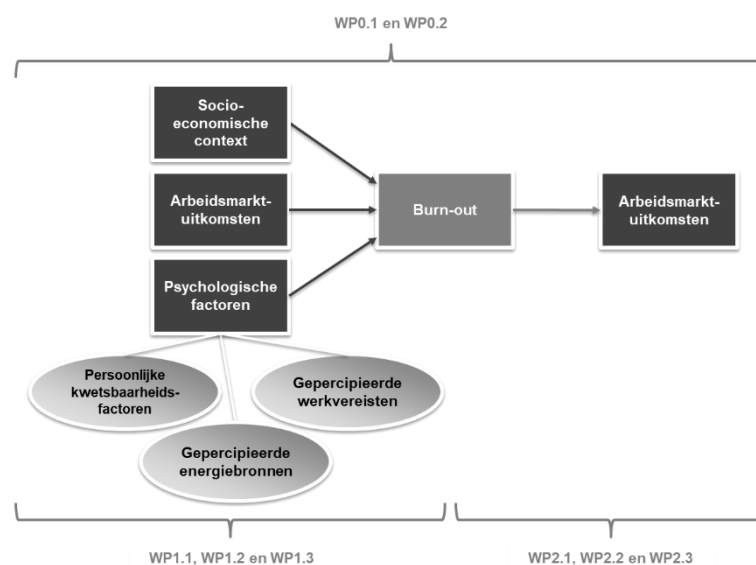 WP0.1 en WP0.2
Socio-
economische
context
Arbeidsmarkt-
uitkomsten
Burn-out
Arbeidsmarkt-
uitkomsten
Psychologische
factoren
Persoonlijke
kwetsbaarheids-
factoren
Gepercipieerde
werkvereisten
Gepercipieerde
energiebronnen
WP1.1, WP1.2 en WP1.3
WP2.1, WP2.2 en WP2.3